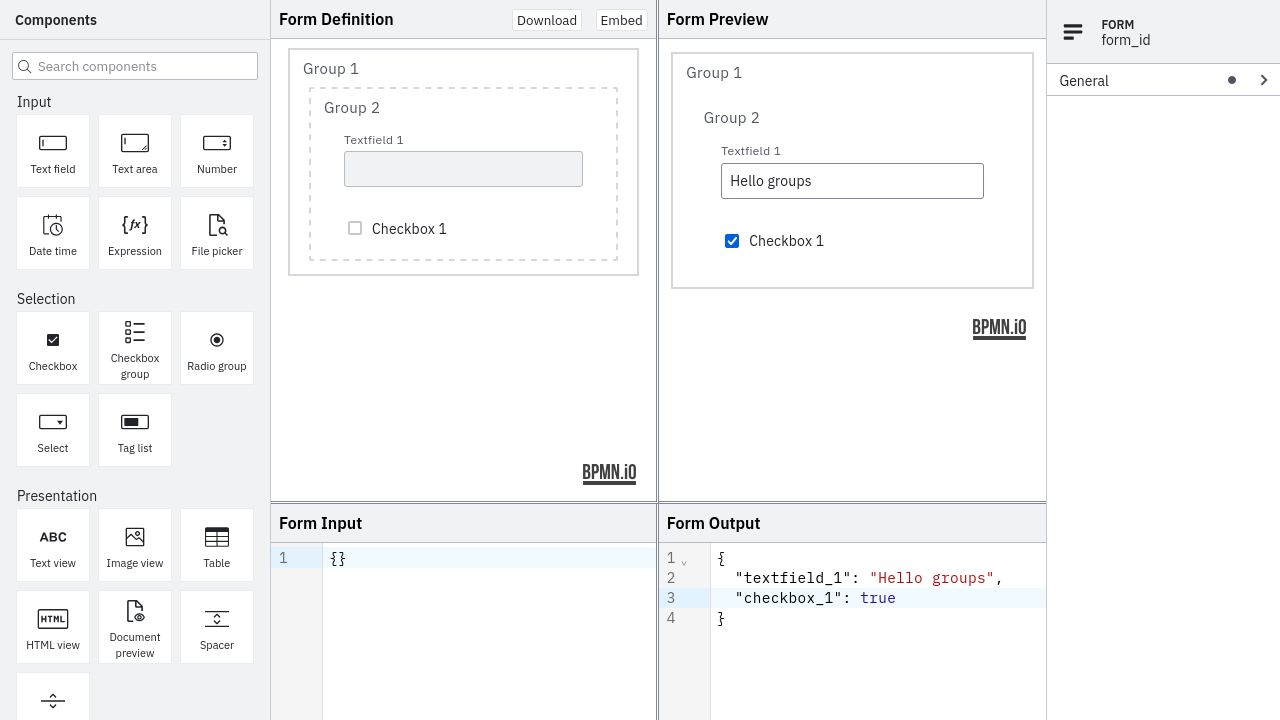 Components
Search components
Input
Text field
Text area
Number
Date time
Expression
File picker
Selection
Checkbox
Checkbox group
Radio group
Select
Tag list
Presentation
ABC
Text view
Image view
Table
HTML
HTML view
Document preview
Spacer
Form Definition
Download
Embed
Group 1
Group 2
Textfield 1
Checkbox 1
BPMN.iO
Form Preview
Group 1
Group 2
Textfield 1
Hello groups
Checkbox 1
BPMN.iO
Form Input
1 {}
Form Output
1 {
2 "textfield_1": "Hello groups",
3 "checkbox_1": true
4 }
FORM
form_id
General